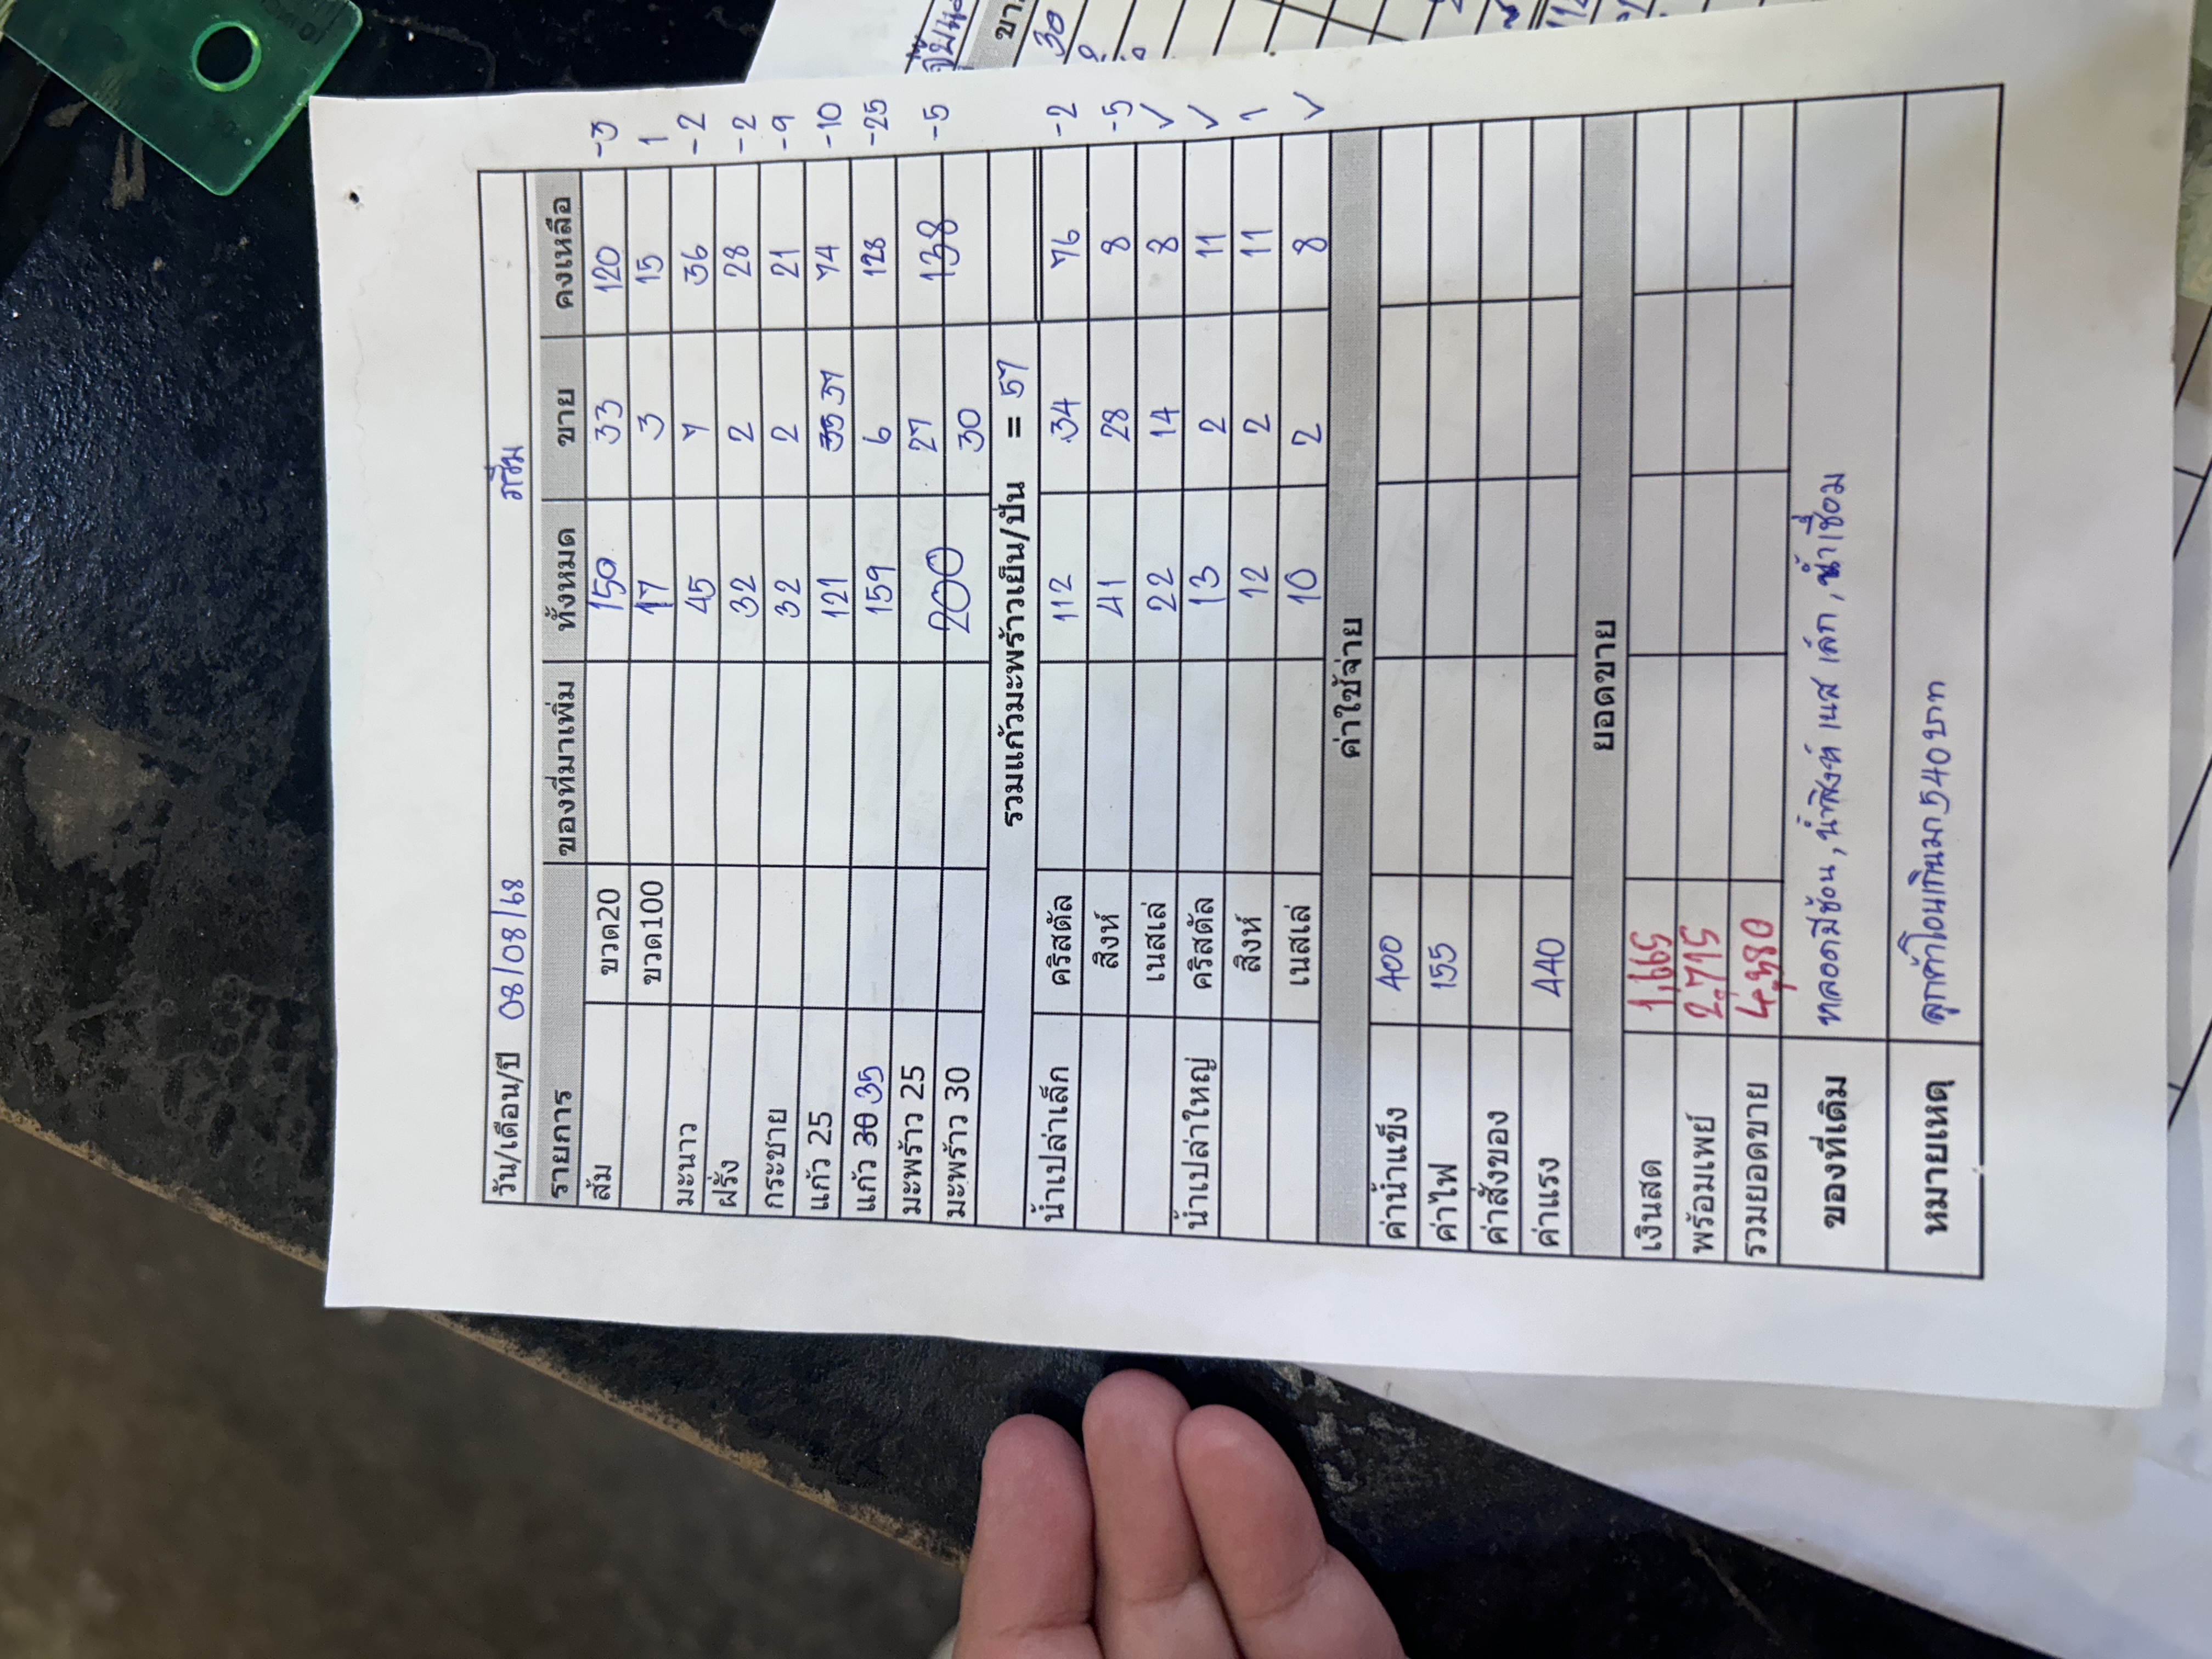 วัน/เดือน/ปี 08/08/68 ภรีม
รายการ ของที่มาเพิ่ม ทั้งหมด ขาย คงเหลือ
ส้ม ขวด20 150 33 120 -3
ขวด100 17 3 15 1
มะนาว 45 7 36 -2
ฝรั่ง 32 2 28 -2
กระชาย 32 2 21 -9
แก้ว 25 121 35 37 74 -10
แก้ว 30 35 159 6 128 -25
มะพร้าว 25 27
200 138 -5
มะพร้าว 30 30
รวมแก้วมะพร้าวเย็น/ปั่น = 57
น้ำเปล่าเล็ก คริสตัล 112 34 76 -2
สิงห์ 41 28 8 -5
เนสเล่ 22 14 8 ✓
น้ำเปล่าใหญ่ คริสตัล 13 2 11 ✓
สิงห์ 12 2 11 1
เนสเล่ 10 2 8 ✓
ค่าใช้จ่าย
ค่าน้ำแข็ง 400
ค่าไฟ 155
ค่าสั่งของ
ค่าแรง 440
ยอดขาย
เงินสด 1,665
พร้อมเพย์ 2,715
รวมยอดขาย 4,380
ของที่เติม หลอดมีช้อน, น้ำสิงห์ เนส เล็ก, น้ำเชื่อม
หมายเหตุ ลูกค้าโอนเกินมา 540 บาท
ขา
30